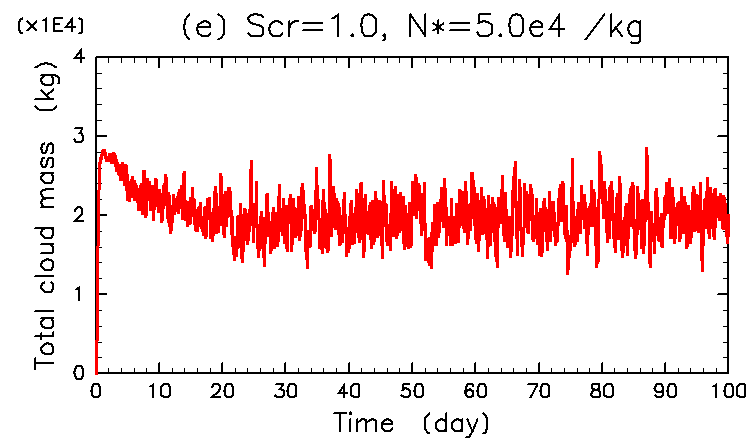 (×1E4)
(e) Scr=1.0, N*=5.0e4 /kg
4
3
2
1
0
Total cloud mass (kg)
0 10 20 30 40 50 60 70 80 90 100
Time (day)